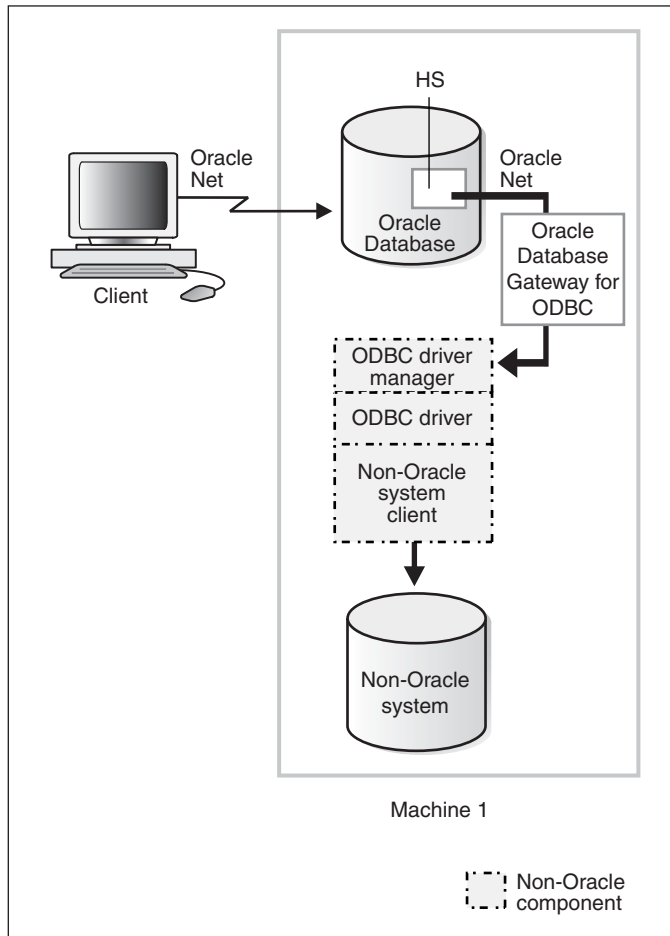 HS
Oracle
Net
Oracle
Net
Oracle
Database
Client
Oracle
Database
Gateway for
ODBC
ODBC driver
manager
ODBC driver
Non-Oracle
system
client
Non-Oracle
system
Machine 1
Non-Oracle
component